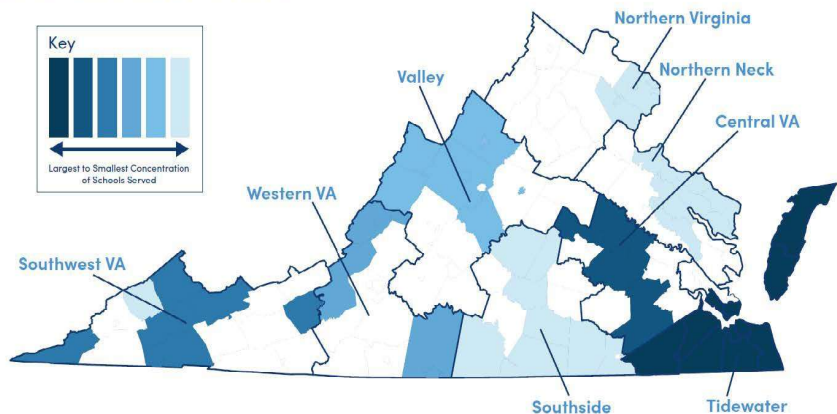 Key
Largest to Smallest Concentration
of Schools Served
Northern Virginia
Northern Neck
Valley
Central VA
Western VA
Southwest VA
Southside
Tidewater